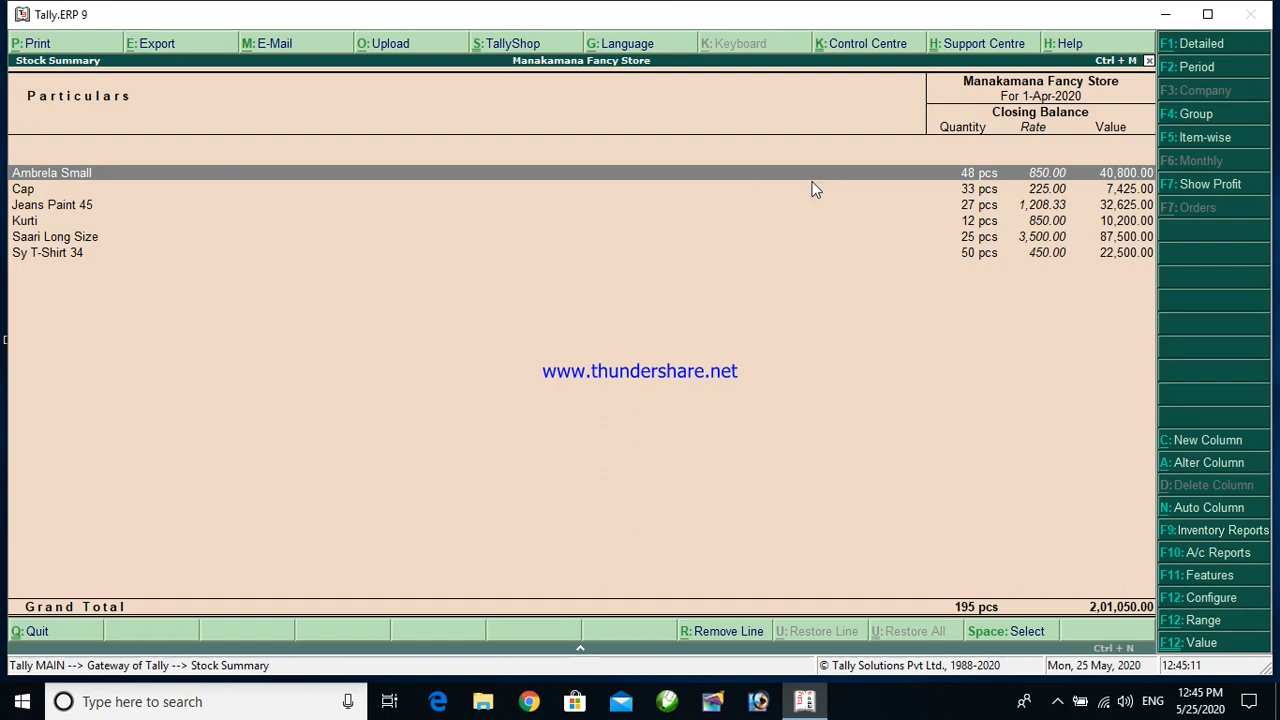 Tally.ERP 9
P: Print E: Export M: E-Mail O: Upload S: TallyShop G: Language K: Keyboard K: Control Centre H: Support Centre H: Help
Stock Summary Manakamana Fancy Store Ctrl + M
Particulars
Manakamana Fancy Store
For 1-Apr-2020
Closing Balance
Quantity Rate Value
Ambrela Small 48 pcs 850.00 40,800.00
Cap 33 pcs 225.00 7,425.00
Jeans Paint 45 27 pcs 1,208.33 32,625.00
Kurti 12 pcs 850.00 10,200.00
Saari Long Size 25 pcs 3,500.00 87,500.00
Sy T-Shirt 34 50 pcs 450.00 22,500.00
www.thundershare.net
Grand Total 195 pcs 2,01,050.00
F1: Detailed
F2: Period
F3: Company
F4: Group
F5: Item-wise
F6: Monthly
F7: Show Profit
F7: Orders
C: New Column
A: Alter Column
D: Delete Column
N: Auto Column
F9: Inventory Reports
F10: A/c Reports
F11: Features
F12: Configure
F12: Range
F12: Value
Q: Quit R: Remove Line U: Restore Line U: Restore All Space: Select
Ctrl + N
Tally MAIN --> Gateway of Tally --> Stock Summary © Tally Solutions Pvt Ltd., 1988-2020 Mon, 25 May, 2020 12:45:11
Type here to search ENG 12:45 PM
5/25/2020